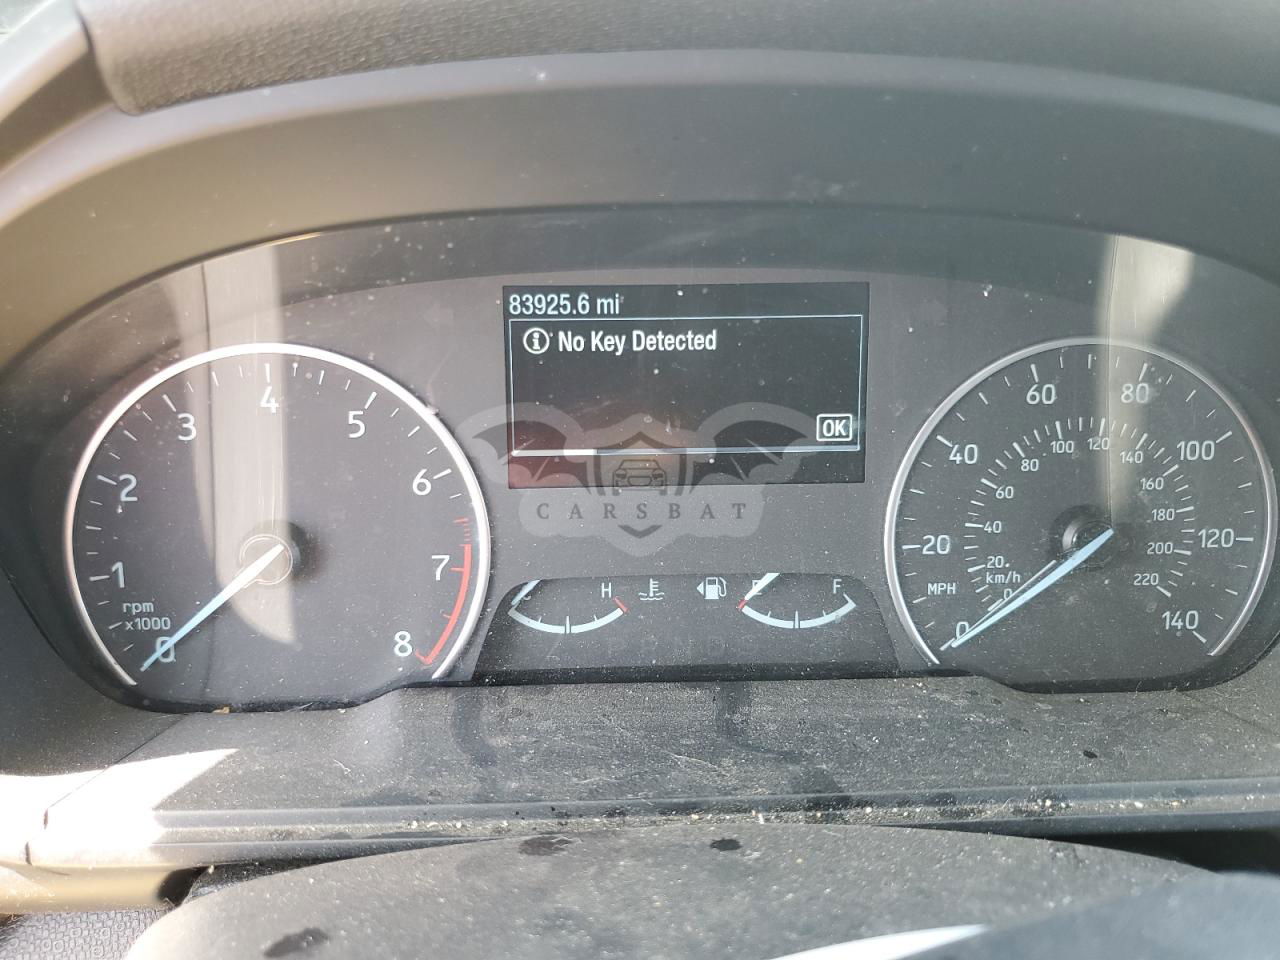 83925.6 mi
No Key Detected
OK
CARSBAT
0 1 2 3 4 5 6 7 8
rpm
x1000
H
E F
0 20 40 60 80 100 120 140
MPH
0 20 40 60 80 100 120 140 160 180 200 220
km/h